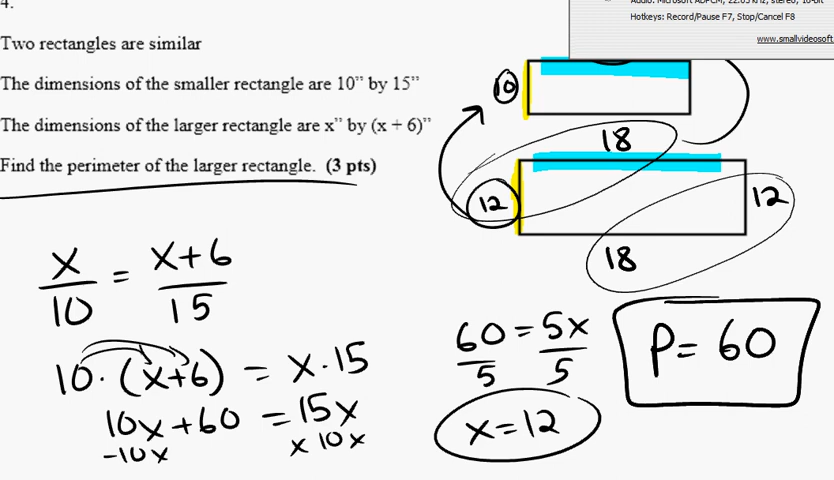 4.
Audio: Microsoft ADPCM, 22.05 kHz, stereo, 16-bit
Hotkeys: Record/Pause F7, Stop/Cancel F8
www.smallvideosoft
Two rectangles are similar
The dimensions of the smaller rectangle are 10” by 15”
The dimensions of the larger rectangle are x” by (x + 6)”
Find the perimeter of the larger rectangle. (3 pts)
10
18
12
12
18
x/10 = x+6/15
10·(x+6) = x·15
10x+60 = 15x
-10x x 10x
60 = 5x
5 5
x=12
P= 60